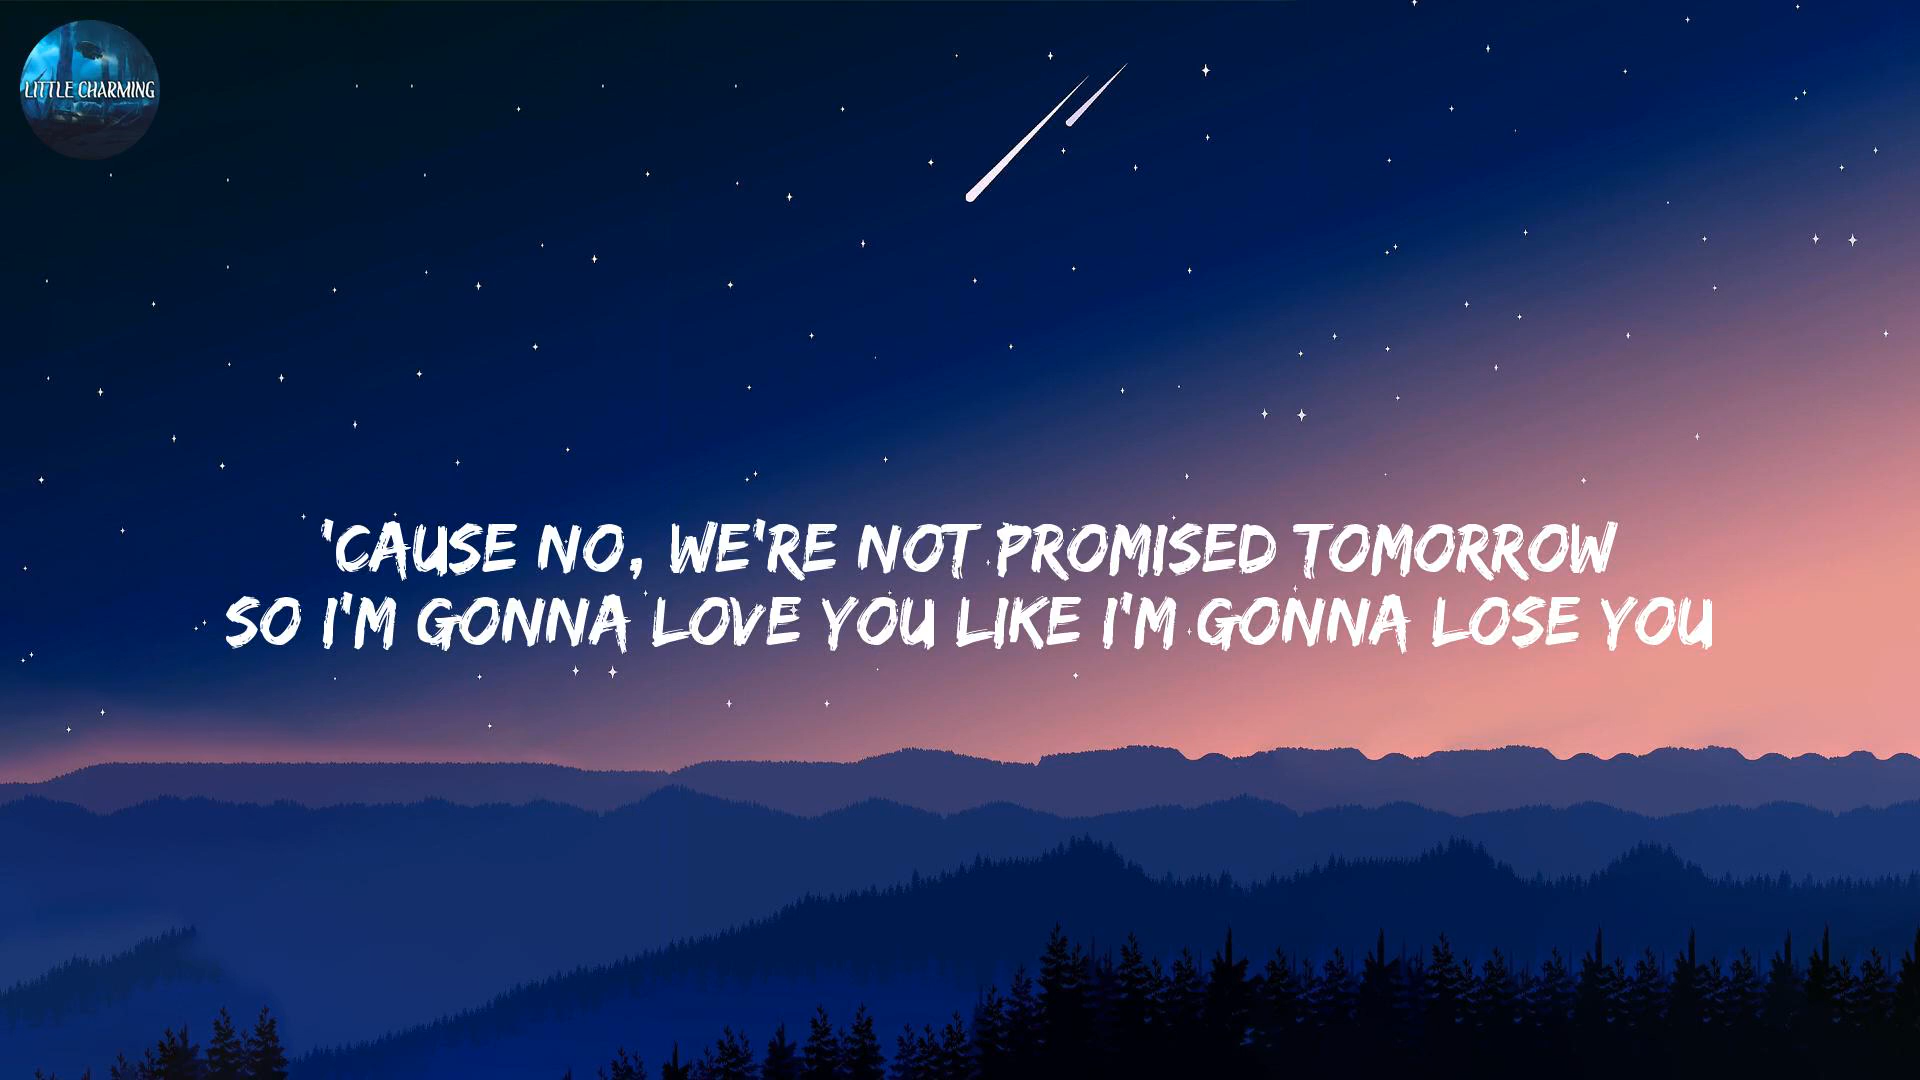 LITTLE CHARMING
'CAUSE NO, WE'RE NOT PROMISED TOMORROW
SO I'M GONNA LOVE YOU LIKE I'M GONNA LOSE YOU